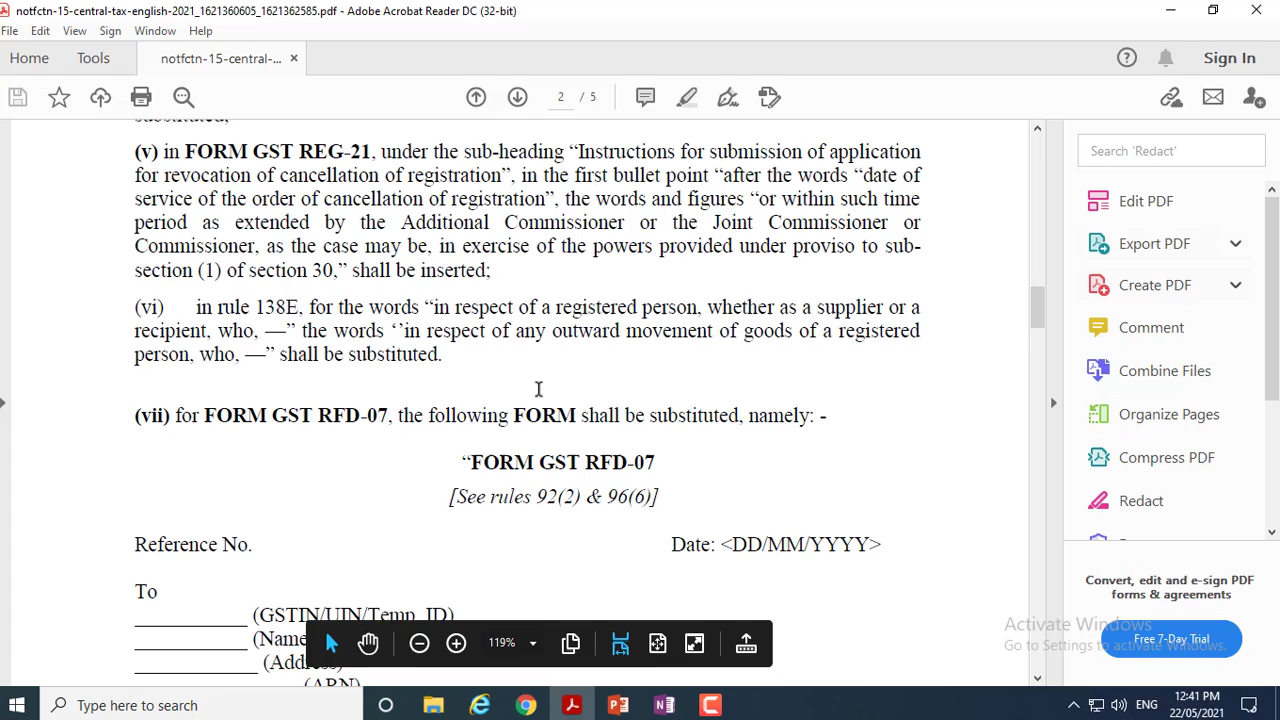 notfctn-15-central-tax-english-2021_1621360605_1621362585.pdf - Adobe Acrobat Reader DC (32-bit)
File Edit View Sign Window Help
Home Tools notfctn-15-central-... × Sign In
2 / 5
Search 'Redact'
(v) in FORM GST REG-21, under the sub-heading “Instructions for submission of application
for revocation of cancellation of registration”, in the first bullet point “after the words “date of
service of the order of cancellation of registration”, the words and figures “or within such time
period as extended by the Additional Commissioner or the Joint Commissioner or
Commissioner, as the case may be, in exercise of the powers provided under proviso to sub-
section (1) of section 30,” shall be inserted;
(vi) in rule 138E, for the words “in respect of a registered person, whether as a supplier or a
recipient, who, —” the words ‘’in respect of any outward movement of goods of a registered
person, who, —” shall be substituted.
(vii) for FORM GST RFD-07, the following FORM shall be substituted, namely: -
“FORM GST RFD-07
[See rules 92(2) & 96(6)]
Reference No. Date: <DD/MM/YYYY>
To
___________ (GSTIN/UIN/Temp. ID)
___________ (Name
____________ (Address)
(ARN)
119%
Edit PDF
Export PDF
Create PDF
Comment
Combine Files
Organize Pages
Compress PDF
Redact
Convert, edit and e-sign PDF
forms & agreements
Free 7-Day Trial
Activate Windows
Go to Settings to activate Windows.
Type here to search
ENG
12:41 PM
22/05/2021